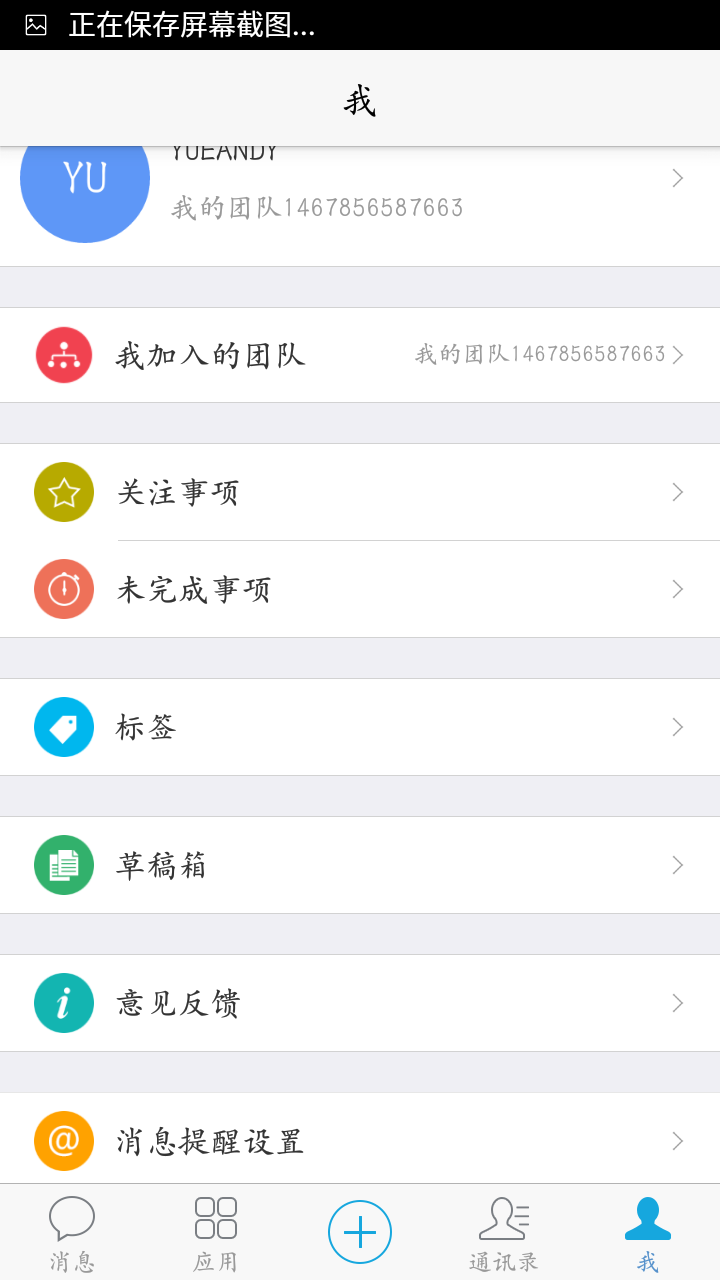 正在保存屏幕截图...
我
YUEANDY
YU
我的团队1467856587663
我加入的团队 我的团队1467856587663
关注事项
未完成事项
标签
草稿箱
意见反馈
@ 消息提醒设置
消息 应用 通讯录 我